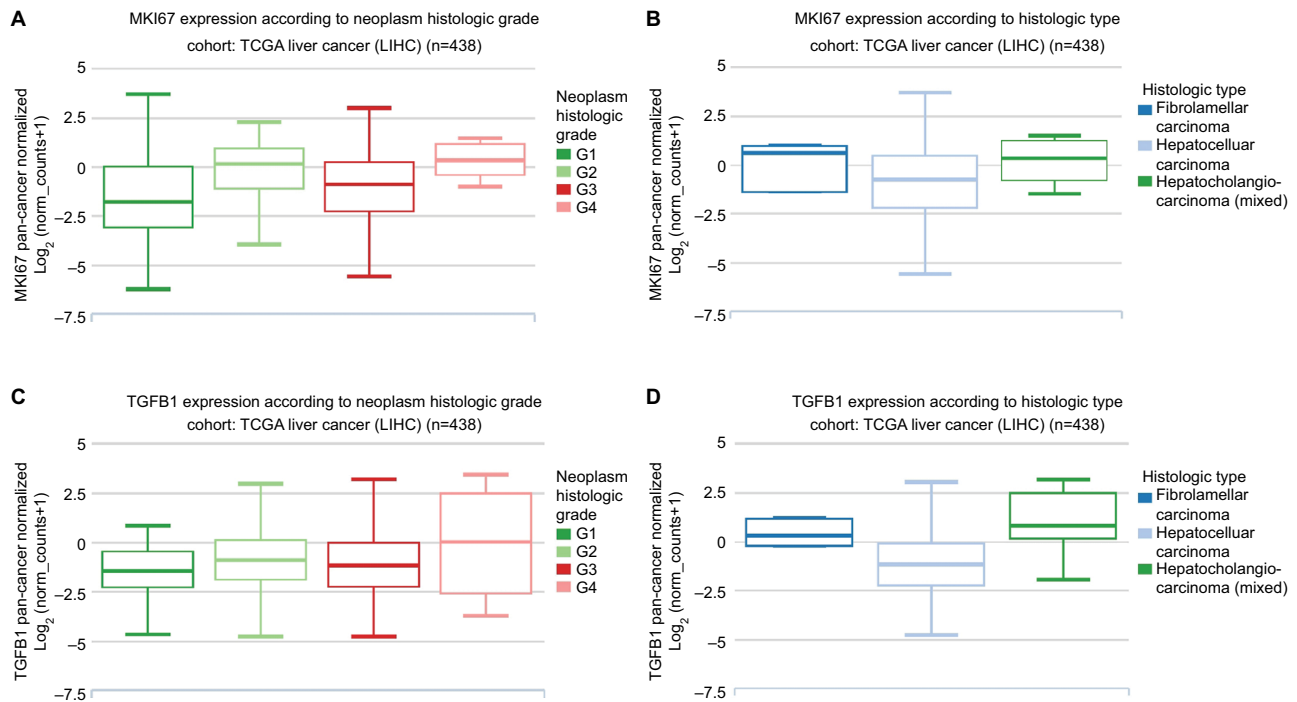 A
MKI67 expression according to neoplasm histologic grade
cohort: TCGA liver cancer (LIHC) (n=438)
MKI67 pan-cancer normalized
Log2 (norm_counts+1)
5
2.5
0
−2.5
−5
−7.5
Neoplasm
histologic
grade
G1
G2
G3
G4
B
MKI67 expression according to histologic type
cohort: TCGA liver cancer (LIHC) (n=438)
MKI67 pan-cancer normalized
Log2 (norm_counts+1)
5
2.5
0
−2.5
−5
−7.5
Histologic type
Fibrolamellar
carcinoma
Hepatocelluar
carcinoma
Hepatocholangio-
carcinoma (mixed)
C
TGFB1 expression according to neoplasm histologic grade
cohort: TCGA liver cancer (LIHC) (n=438)
TGFB1 pan-cancer normalized
Log2 (norm_counts+1)
5
2.5
0
−2.5
−5
−7.5
Neoplasm
histologic
grade
G1
G2
G3
G4
D
TGFB1 expression according to histologic type
cohort: TCGA liver cancer (LIHC) (n=438)
TGFB1 pan-cancer normalized
Log2 (norm_counts+1)
5
2.5
0
−2.5
−5
−7.5
Histologic type
Fibrolamellar
carcinoma
Hepatocelluar
carcinoma
Hepatocholangio-
carcinoma (mixed)